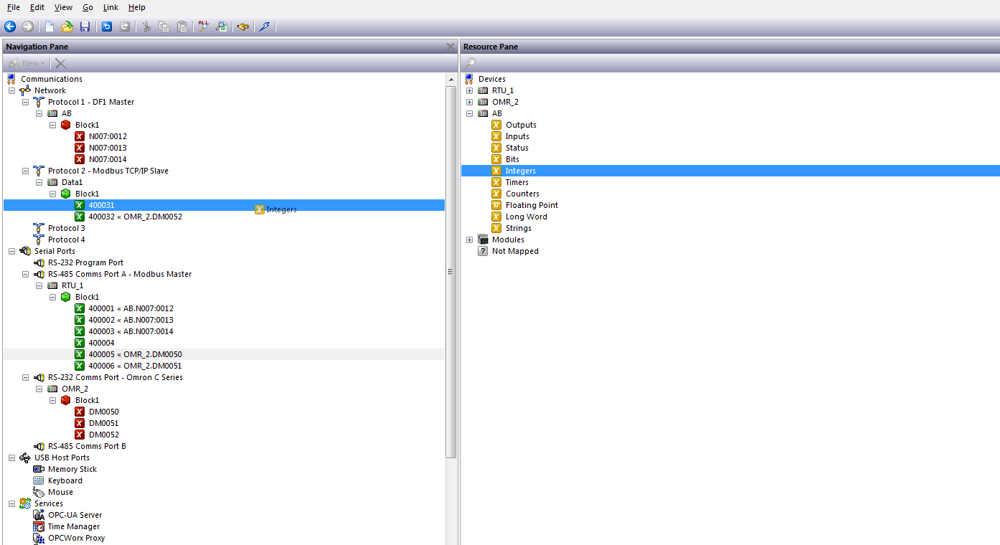 File Edit View Go Link Help
ALL
Navigation Pane
New
Communications
Network
Protocol 1 - DF1 Master
AB
Block1
N007:0012
N007:0013
N007:0014
Protocol 2 - Modbus TCP/IP Slave
Data1
Block1
400031
Integers
400032 « OMR_2.DM0052
Protocol 3
Protocol 4
Serial Ports
RS-232 Program Port
RS-485 Comms Port A - Modbus Master
RTU_1
Block1
400001 « AB.N007:0012
400002 « AB.N007:0013
400003 « AB.N007:0014
400004
400005 « OMR_2.DM0050
400006 « OMR_2.DM0051
RS-232 Comms Port - Omron C Series
OMR_2
Block1
DM0050
DM0051
DM0052
RS-485 Comms Port B
USB Host Ports
Memory Stick
Keyboard
Mouse
Services
OPC-UA Server
Time Manager
OPCWorx Proxy
Resource Pane
Devices
RTU_1
OMR_2
AB
Outputs
Inputs
Status
Bits
Integers
Timers
Counters
Floating Point
Long Word
Strings
Modules
Not Mapped